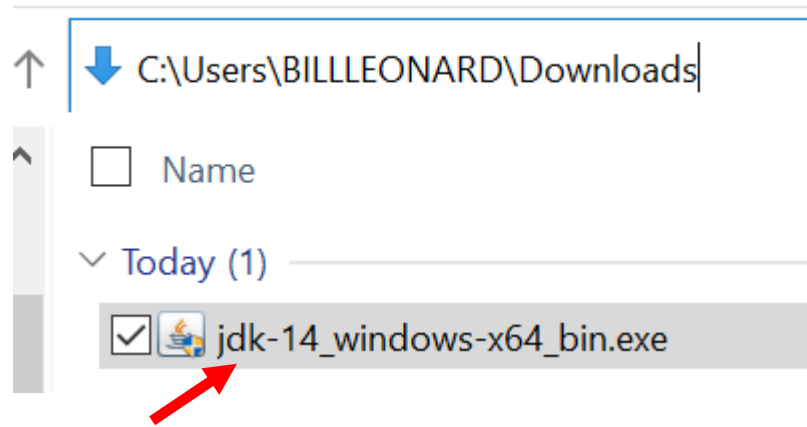 C:\Users\BILLLEONARD\Downloads
Name
Today (1)
jdk-14_windows-x64_bin.exe